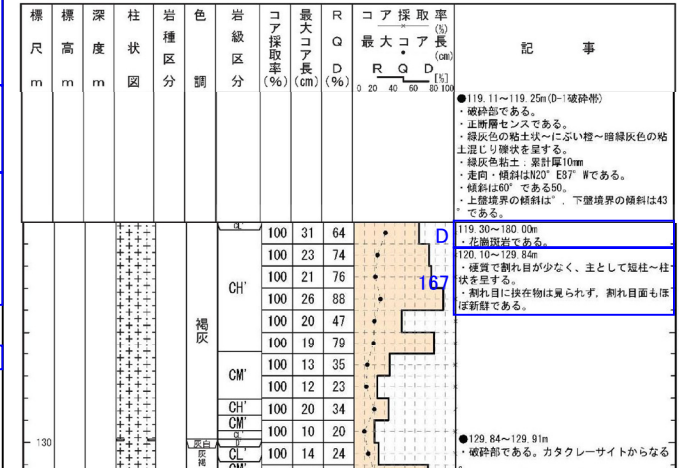 標尺m
標高m
深度m
柱状図
岩種区分
色調
岩級区分
コア採取率(%)
最大コア長(cm)
RQD(%)
コア採取率(%)
最大コア長(cm)
RQD[%]
0 20 40 60 80 100
記事
●119.11~119.25m(D-1破砕帯)
・破砕部である。
・正断層センスである。
・緑灰色の粘土状~にぶい橙~暗緑灰色の粘
土混じり礫状を呈する。
・緑灰色粘土:累計厚10mm
・走向・傾斜はN20°E87°Wである。
・傾斜は60°である50。
・上盤境界の傾斜は°.下盤境界の傾斜は43
°である。
119.30~180.00m
・花崗斑岩である。
D
120.10~129.84m
・硬質で割れ目が少なく、主として短柱~柱
状を呈する。
・割れ目に挟在物は見られず、割れ目面もほ
ぼ新鮮である。
167
CL'
100 31 64
100 23 74
100 21 76
CH'
100 26 88
100 20 47
褐灰
100 19 79
100 13 35
CM'
100 12 23
CH'
100 20 34
CM'
CL'
100 10 20
130
灰白
D'
灰褐
CL'
100 14 24
CM'
●129.84~129.91m
・破砕部である。カタクレーサイトからなる